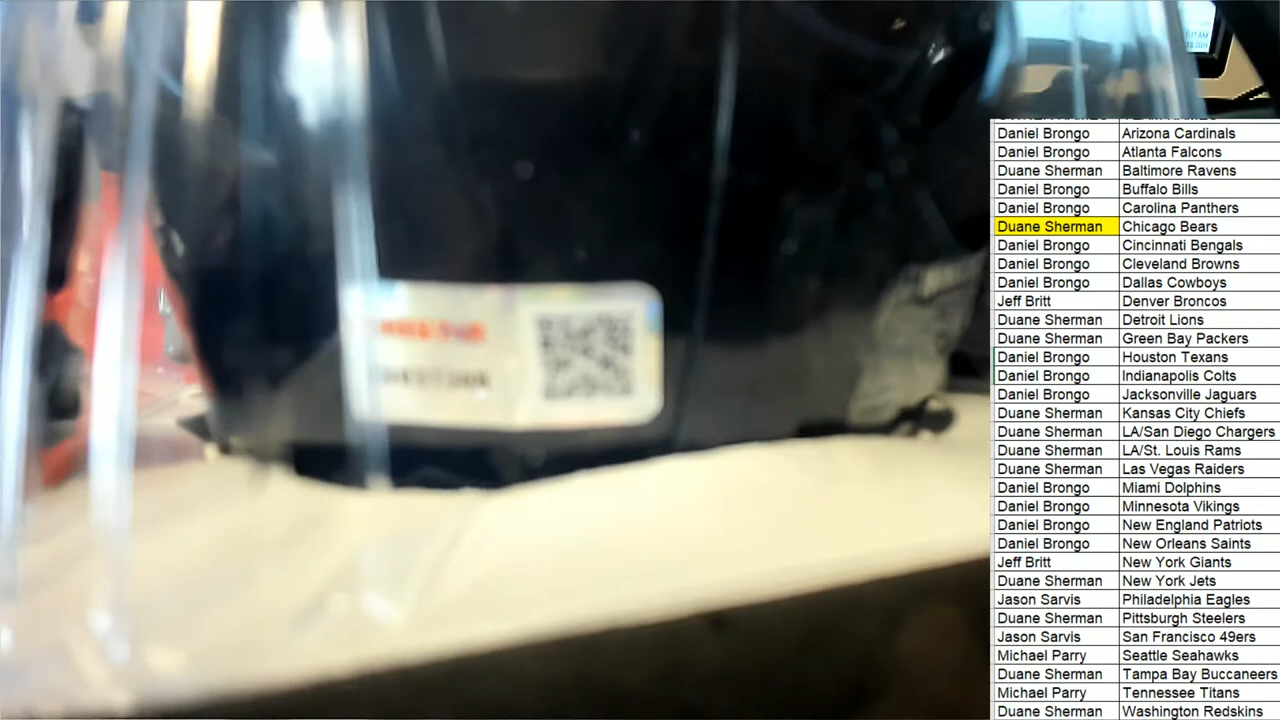 Daniel Brongo Arizona Cardinals
Daniel Brongo Atlanta Falcons
Duane Sherman Baltimore Ravens
Daniel Brongo Buffalo Bills
Daniel Brongo Carolina Panthers
Duane Sherman Chicago Bears
Daniel Brongo Cincinnati Bengals
Daniel Brongo Cleveland Browns
Daniel Brongo Dallas Cowboys
Jeff Britt Denver Broncos
Duane Sherman Detroit Lions
Duane Sherman Green Bay Packers
Daniel Brongo Houston Texans
Daniel Brongo Indianapolis Colts
Daniel Brongo Jacksonville Jaguars
Duane Sherman Kansas City Chiefs
Duane Sherman LA/San Diego Chargers
Duane Sherman LA/St. Louis Rams
Duane Sherman Las Vegas Raiders
Daniel Brongo Miami Dolphins
Daniel Brongo Minnesota Vikings
Daniel Brongo New England Patriots
Daniel Brongo New Orleans Saints
Jeff Britt New York Giants
Duane Sherman New York Jets
Jason Sarvis Philadelphia Eagles
Duane Sherman Pittsburgh Steelers
Jason Sarvis San Francisco 49ers
Michael Parry Seattle Seahawks
Duane Sherman Tampa Bay Buccaneers
Michael Parry Tennessee Titans
Duane Sherman Washington Redskins